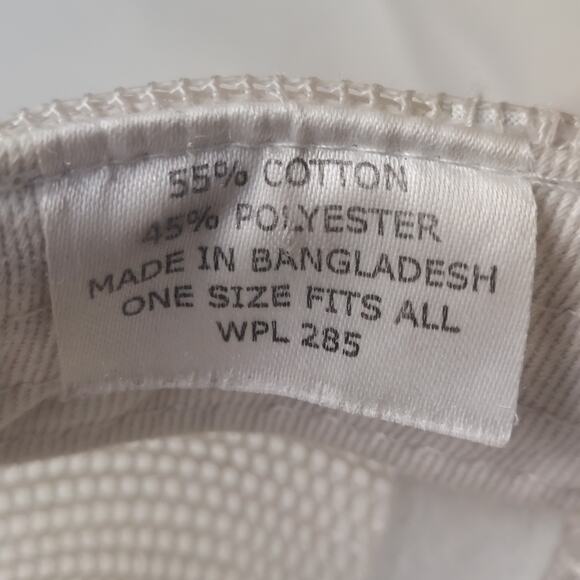 55% COTTON
45% POLYESTER
MADE IN BANGLADESH
ONE SIZE FITS ALL
WPL 285